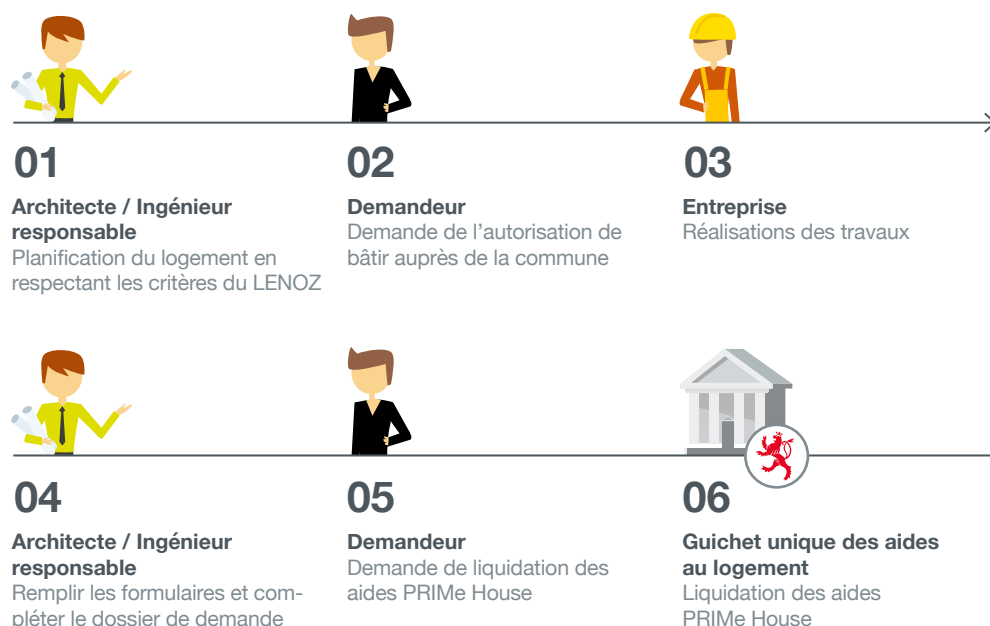 01
Architecte / Ingénieur
responsable
Planification du logement en
respectant les critères du LENOZ
02
Demandeur
Demande de l’autorisation de
bâtir auprès de la commune
03
Entreprise
Réalisations des travaux
04
Architecte / Ingénieur
responsable
Remplir les formulaires et com-
pléter le dossier de demande
05
Demandeur
Demande de liquidation des
aides PRIMe House
06
Guichet unique des aides
au logement
Liquidation des aides
PRIMe House